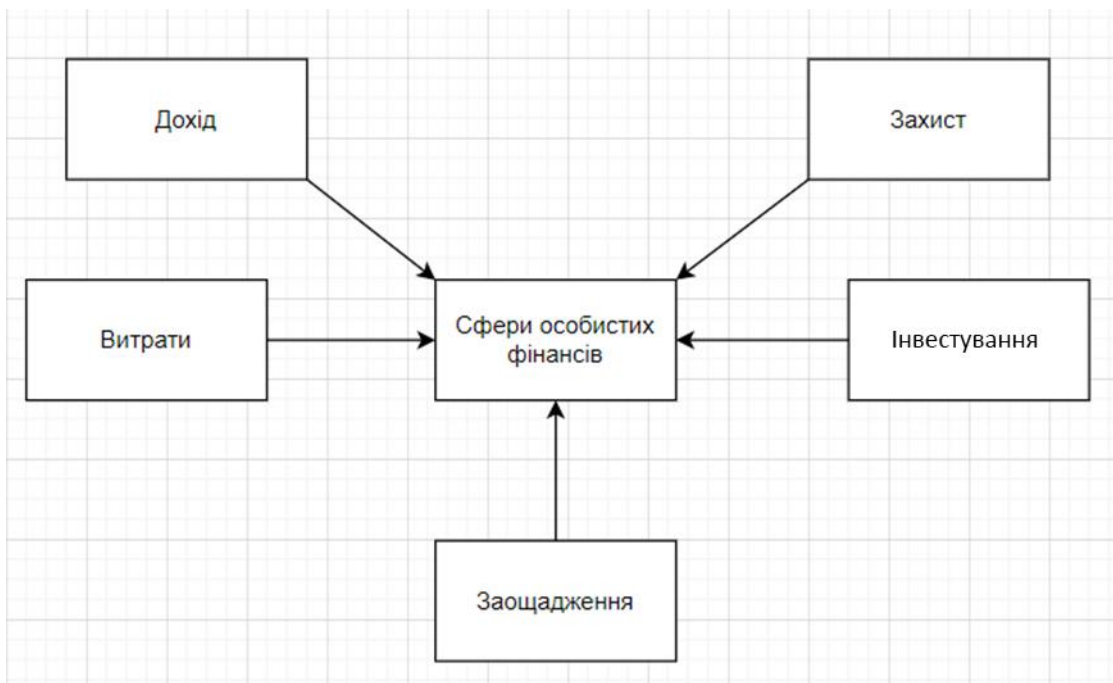 Дохід
Захист
Витрати
Сфери особистих
фінансів
Інвестування
Заощадження